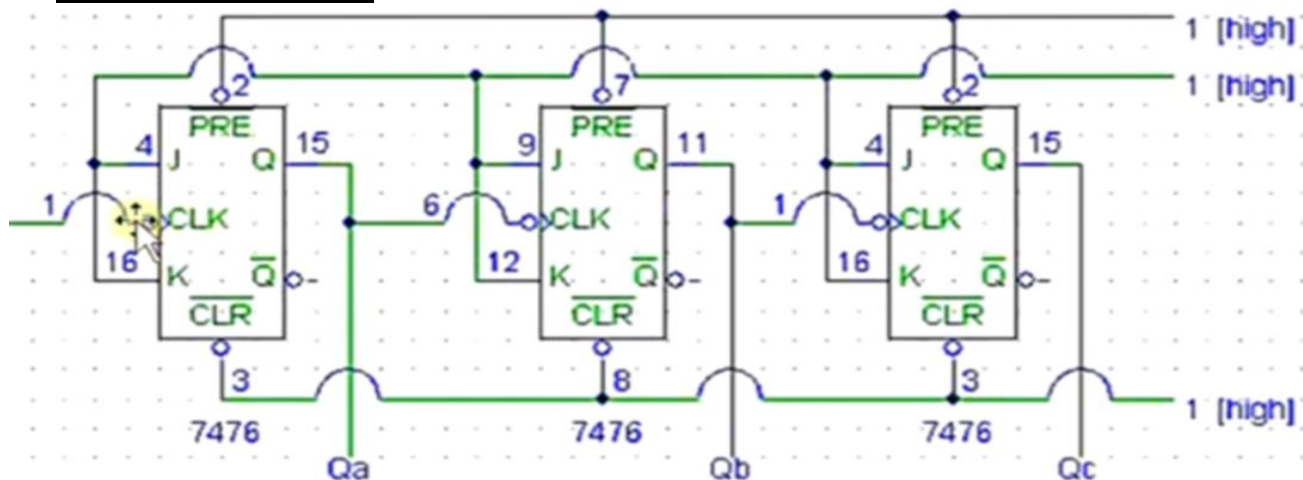 1 [high]
1 [high]
2 7 2
PRE PRE PRE
4 J Q 15 9 J Q 11 4 J Q 15
1 CLK 6 CLK 1 CLK
16 K Q 12 K Q 16 K Q
CLR CLR CLR
3 8 3 1 [high]
7476 7476 7476
Qa Qb Qc